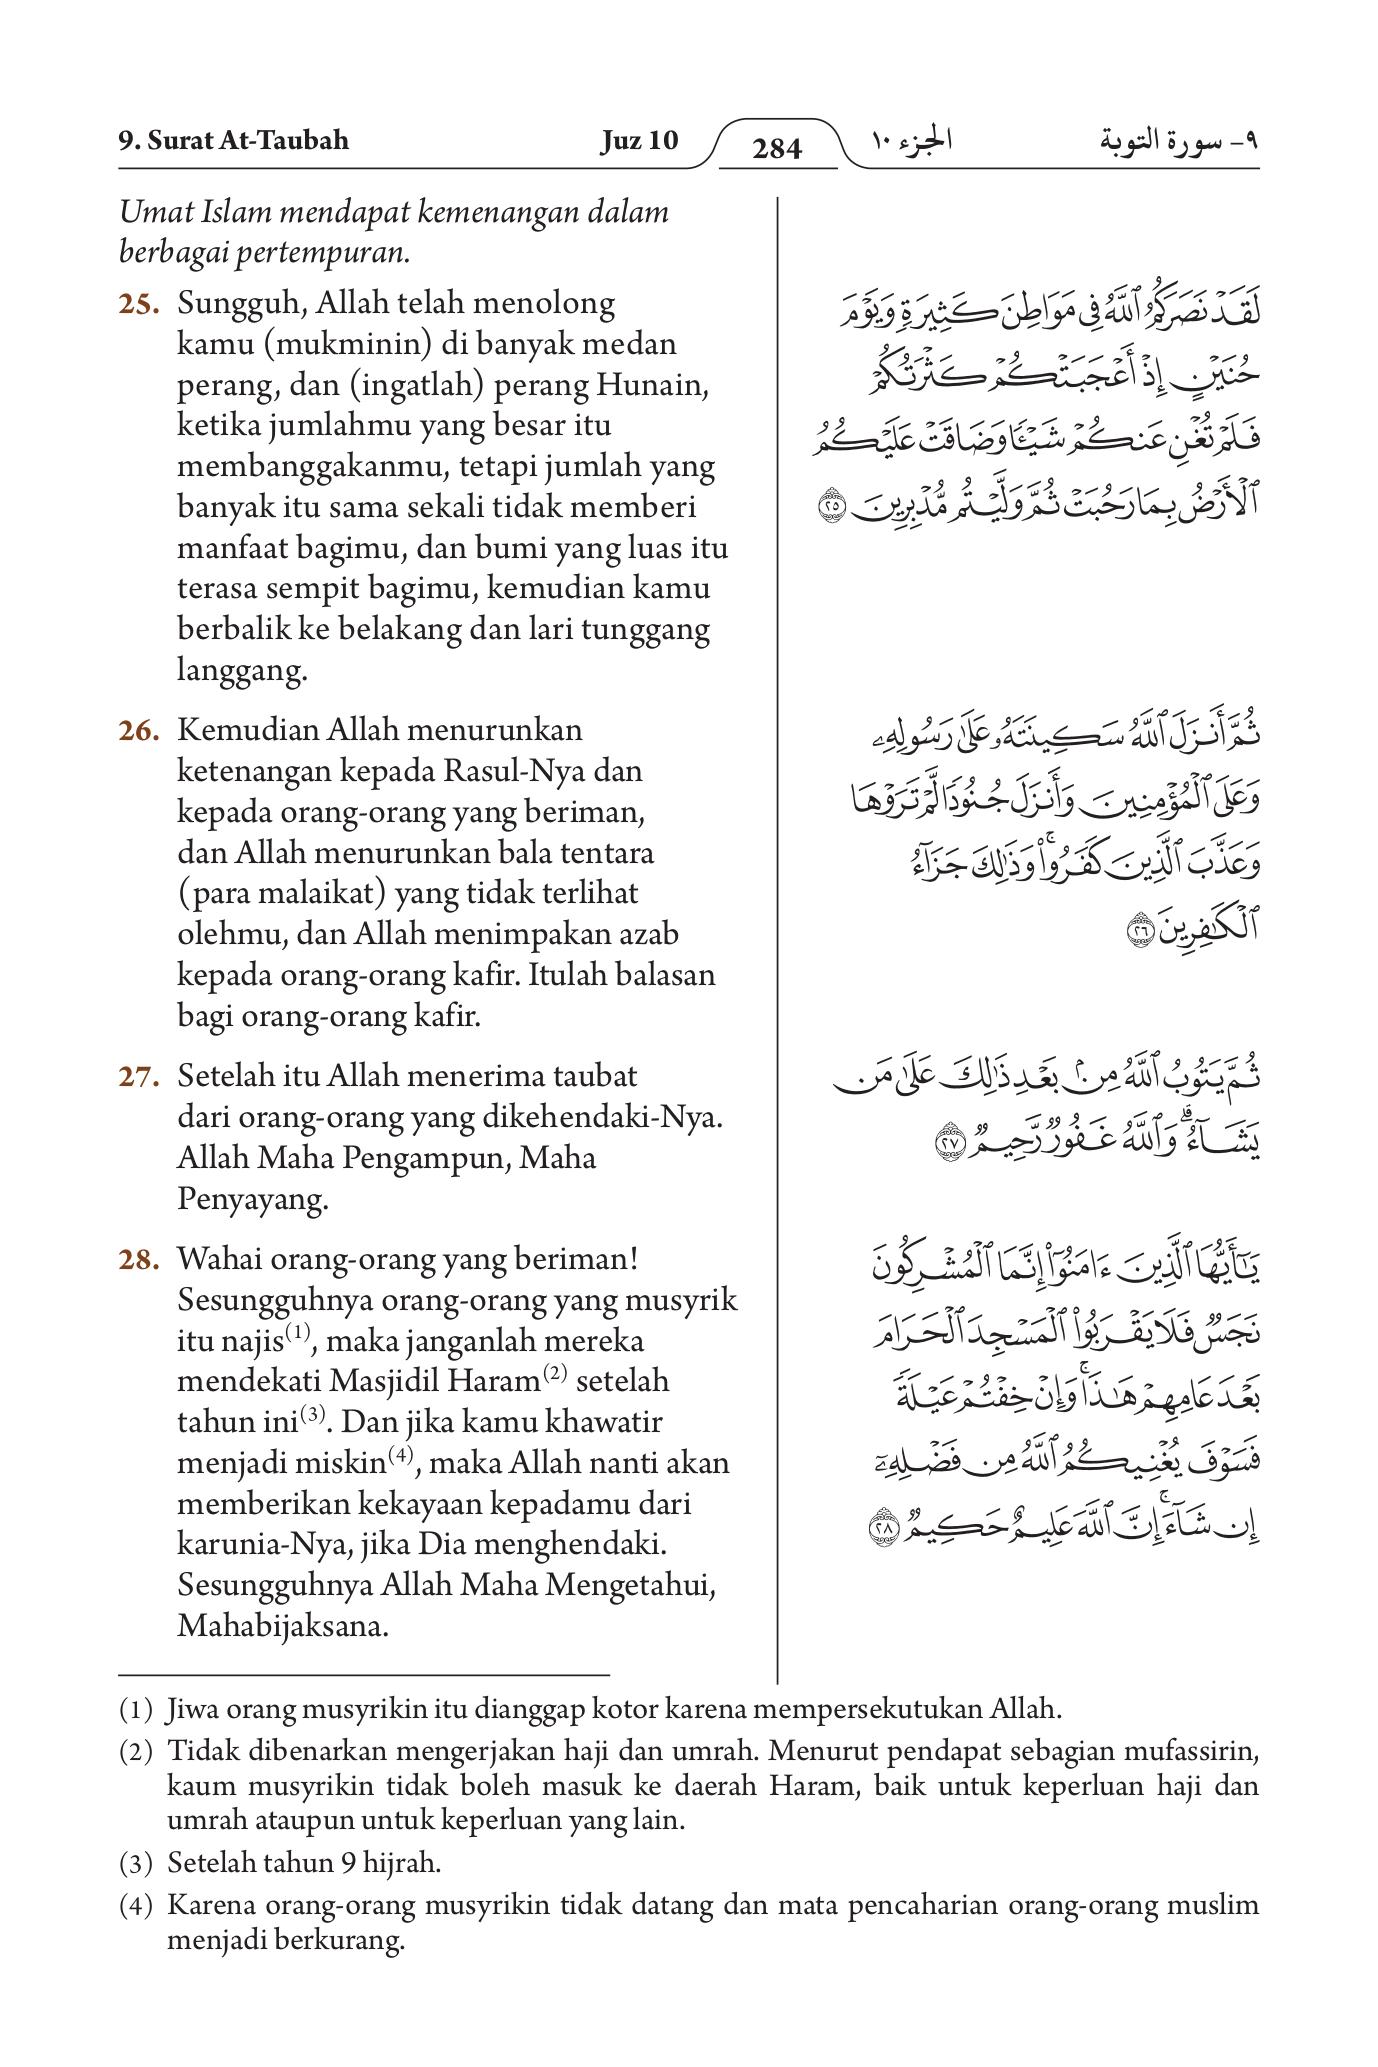 9. Surat At-Taubah
Juz 10
284
الجزء ١٠
٩- سورة التوبة
Umat Islam mendapat kemenangan dalam
berbagai pertempuran.
25. Sungguh, Allah telah menolong
kamu (mukminin) di banyak medan
perang, dan (ingatlah) perang Hunain,
ketika jumlahmu yang besar itu
membanggakanmu, tetapi jumlah yang
banyak itu sama sekali tidak memberi
manfaat bagimu, dan bumi yang luas itu
terasa sempit bagimu, kemudian kamu
berbalik ke belakang dan lari tunggang
langgang.
26. Kemudian Allah menurunkan
ketenangan kepada Rasul-Nya dan
kepada orang-orang yang beriman,
dan Allah menurunkan bala tentara
(para malaikat) yang tidak terlihat
olehmu, dan Allah menimpakan azab
kepada orang-orang kafir. Itulah balasan
bagi orang-orang kafir.
27. Setelah itu Allah menerima taubat
dari orang-orang yang dikehendaki-Nya.
Allah Maha Pengampun, Maha
Penyayang.
28. Wahai orang-orang yang beriman!
Sesungguhnya orang-orang yang musyrik
itu najis(1), maka janganlah mereka
mendekati Masjidil Haram(2) setelah
tahun ini(3). Dan jika kamu khawatir
menjadi miskin(4), maka Allah nanti akan
memberikan kekayaan kepadamu dari
karunia-Nya, jika Dia menghendaki.
Sesungguhnya Allah Maha Mengetahui,
Mahabijaksana.
لَقَدْ نَصَرَكُمُ ٱللَّهُ فِى مَوَاطِنَ كَثِيرَةٍ وَيَوْمَ
حُنَيْنٍ إِذْ أَعْجَبَتْكُمْ كَثْرَتُكُمْ
فَلَمْ تُغْنِ عَنكُمْ شَيْـًٔا وَضَاقَتْ عَلَيْكُمُ
ٱلْأَرْضُ بِمَا رَحُبَتْ ثُمَّ وَلَّيْتُم مُّدْبِرِينَ ٢٥
ثُمَّ أَنزَلَ ٱللَّهُ سَكِينَتَهُۥ عَلَىٰ رَسُولِهِۦ
وَعَلَى ٱلْمُؤْمِنِينَ وَأَنزَلَ جُنُودًا لَّمْ تَرَوْهَا
وَعَذَّبَ ٱلَّذِينَ كَفَرُوا۟ ۚ وَذَٰلِكَ جَزَآءُ
ٱلْكَـٰفِرِينَ ٢٦
ثُمَّ يَتُوبُ ٱللَّهُ مِنۢ بَعْدِ ذَٰلِكَ عَلَىٰ مَن
يَشَآءُ ۗ وَٱللَّهُ غَفُورٌ رَّحِيمٌ ٢٧
يَـٰٓأَيُّهَا ٱلَّذِينَ ءَامَنُوٓا۟ إِنَّمَا ٱلْمُشْرِكُونَ
نَجَسٌ فَلَا يَقْرَبُوا۟ ٱلْمَسْجِدَ ٱلْحَرَامَ
بَعْدَ عَامِهِمْ هَـٰذَا ۚ وَإِنْ خِفْتُمْ عَيْلَةً
فَسَوْفَ يُغْنِيكُمُ ٱللَّهُ مِن فَضْلِهِۦٓ
إِن شَآءَ ۚ إِنَّ ٱللَّهَ عَلِيمٌ حَكِيمٌ ٢٨
(1) Jiwa orang musyrikin itu dianggap kotor karena mempersekutukan Allah.
(2) Tidak dibenarkan mengerjakan haji dan umrah. Menurut pendapat sebagian mufassirin,
kaum musyrikin tidak boleh masuk ke daerah Haram, baik untuk keperluan haji dan
umrah ataupun untuk keperluan yang lain.
(3) Setelah tahun 9 hijrah.
(4) Karena orang-orang musyrikin tidak datang dan mata pencaharian orang-orang muslim
menjadi berkurang.